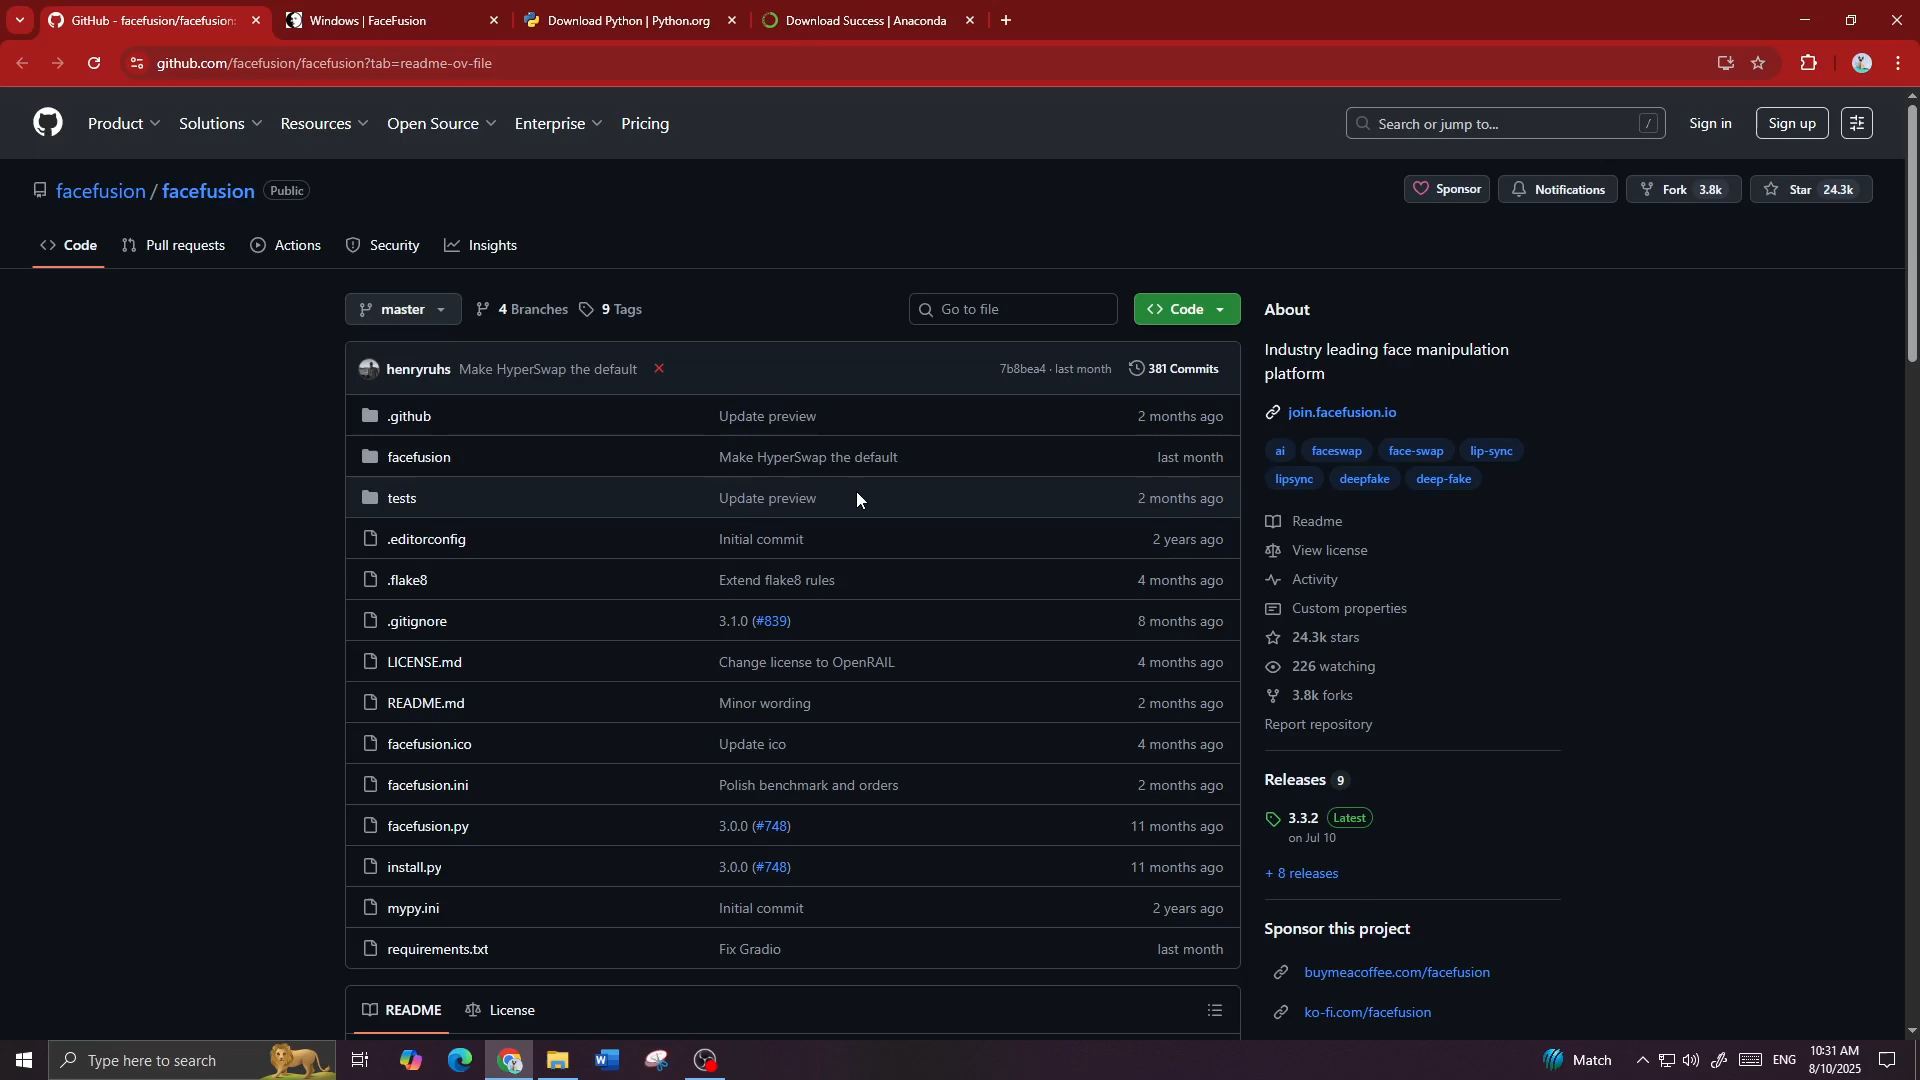 GitHub - facefusion/facefusion:
Windows | FaceFusion
Download Python | Python.org
Download Success | Anaconda
github.com/facefusion/facefusion?tab=readme-ov-file
Product
Solutions
Resources
Open Source
Enterprise
Pricing
Search or jump to...
/
Sign in
Sign up
facefusion / facefusion
Public
Sponsor
Notifications
Fork 3.8k
Star 24.3k
Code
Pull requests
Actions
Security
Insights
master
4 Branches
9 Tags
Go to file
Code
henryruhs Make HyperSwap the default
7b8bea4 · last month
381 Commits
.github Update preview 2 months ago
facefusion Make HyperSwap the default last month
tests Update preview 2 months ago
.editorconfig Initial commit 2 years ago
.flake8 Extend flake8 rules 4 months ago
.gitignore 3.1.0 (#839) 8 months ago
LICENSE.md Change license to OpenRAIL 4 months ago
README.md Minor wording 2 months ago
facefusion.ico Update ico 4 months ago
facefusion.ini Polish benchmark and orders 2 months ago
facefusion.py 3.0.0 (#748) 11 months ago
install.py 3.0.0 (#748) 11 months ago
mypy.ini Initial commit 2 years ago
requirements.txt Fix Gradio last month
README
License
About
Industry leading face manipulation
platform
join.facefusion.io
ai faceswap face-swap lip-sync
lipsync deepfake deep-fake
Readme
View license
Activity
Custom properties
24.3k stars
226 watching
3.8k forks
Report repository
Releases 9
3.3.2 Latest
on Jul 10
+ 8 releases
Sponsor this project
buymeacoffee.com/facefusion
ko-fi.com/facefusion
Type here to search
Match
ENG
10:31 AM
8/10/2025